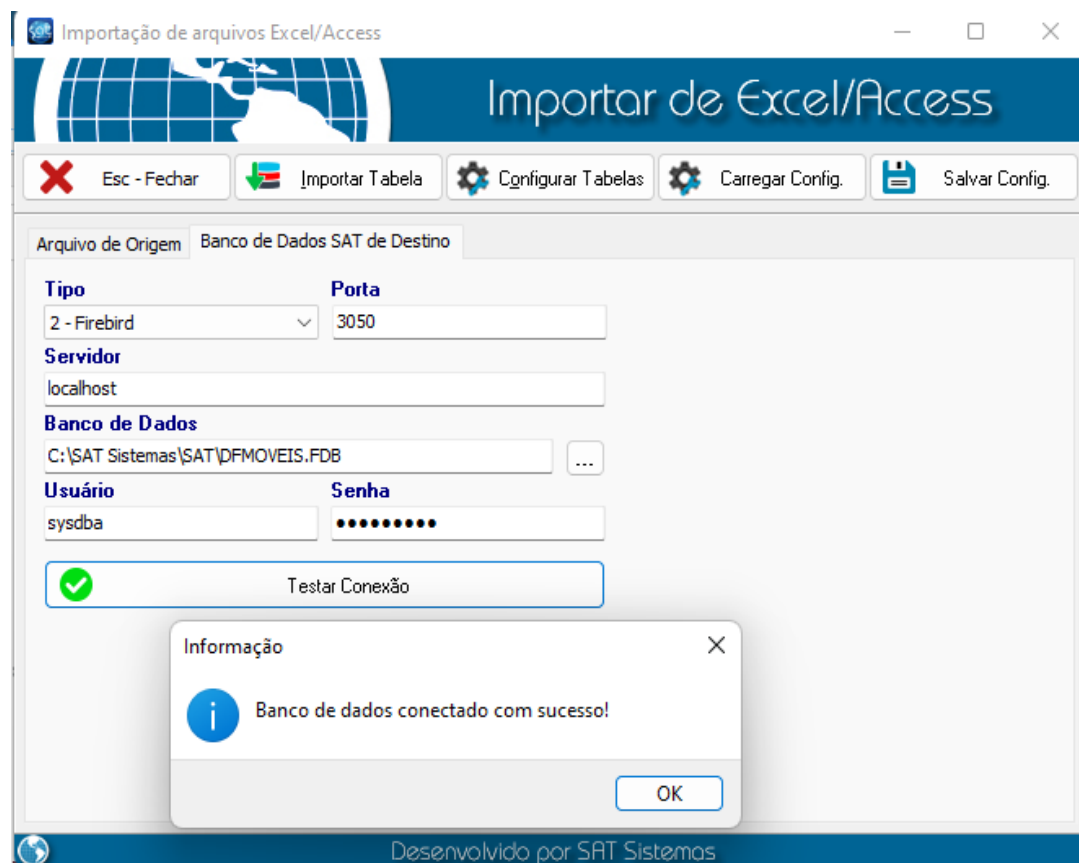 sat Importação de arquivos Excel/Access
Importar de Excel/Access
Esc - Fechar Importar Tabela Configurar Tabelas Carregar Config. Salvar Config.
Arquivo de Origem Banco de Dados SAT de Destino
Tipo Porta
2 - Firebird 3050
Servidor
localhost
Banco de Dados
C:\SAT Sistemas\SAT\DFMOVEIS.FDB ...
Usuário Senha
sysdba •••••••••
Testar Conexão
Informação
Banco de dados conectado com sucesso!
OK
Desenvolvido por SAT Sistemas